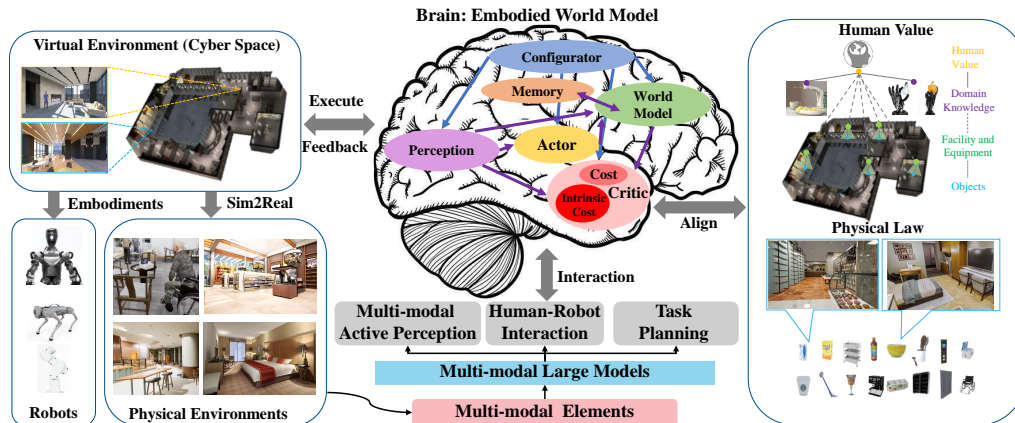 Brain: Embodied World Model
Virtual Environment (Cyber Space)
Embodiments
Sim2Real
Robots
Physical Environments
Execute
Feedback
Configurator
Memory
World
Model
Perception
Actor
Cost
Critic
Intrinsic
Cost
Align
Interaction
Multi-modal
Active Perception
Human-Robot
Interaction
Task
Planning
Multi-modal Large Models
Multi-modal Elements
Human Value
Human
Value
Domain
Knowledge
Facility and
Equipment
Objects
Physical Law